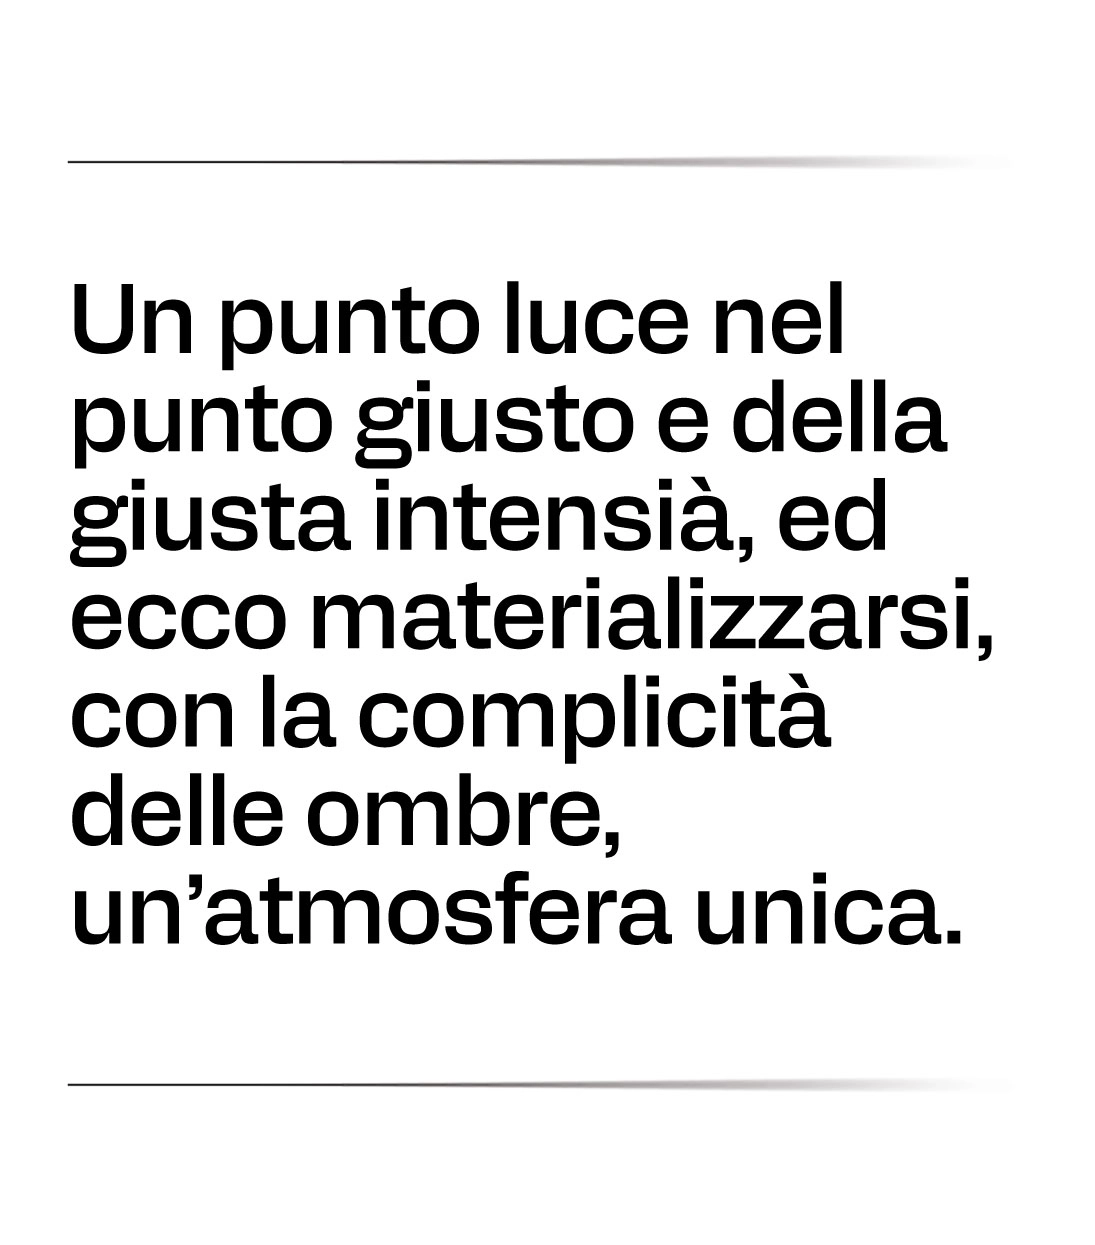 Un punto luce nel
punto giusto e della
giusta intensià, ed
ecco materializzarsi,
con la complicità
delle ombre,
un’atmosfera unica.